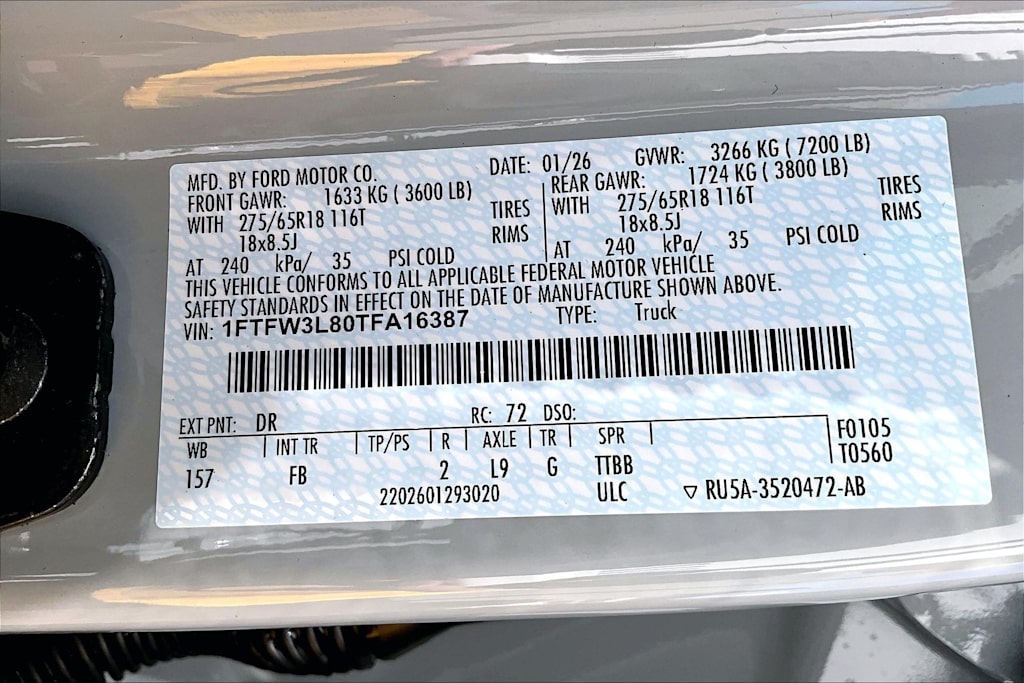 MFD. BY FORD MOTOR CO. DATE: 01/26 GVWR: 3266 KG ( 7200 LB)
FRONT GAWR: 1633 KG ( 3600 LB) REAR GAWR: 1724 KG ( 3800 LB)
WITH 275/65R18 116T TIRES WITH 275/65R18 116T TIRES
18x8.5J RIMS 18x8.5J RIMS
AT 240 kPa/ 35 PSI COLD AT 240 kPa/ 35 PSI COLD
THIS VEHICLE CONFORMS TO ALL APPLICABLE FEDERAL MOTOR VEHICLE
SAFETY STANDARDS IN EFFECT ON THE DATE OF MANUFACTURE SHOWN ABOVE.
VIN: 1FTFW3L80TFA16387 TYPE: Truck
EXT PNT: DR RC: 72 DSO:
WB INT TR TP/PS R AXLE TR SPR F0105
157 FB 2 L9 G TTBB T0560
2202601293020 ULC ▽ RU5A-3520472-AB